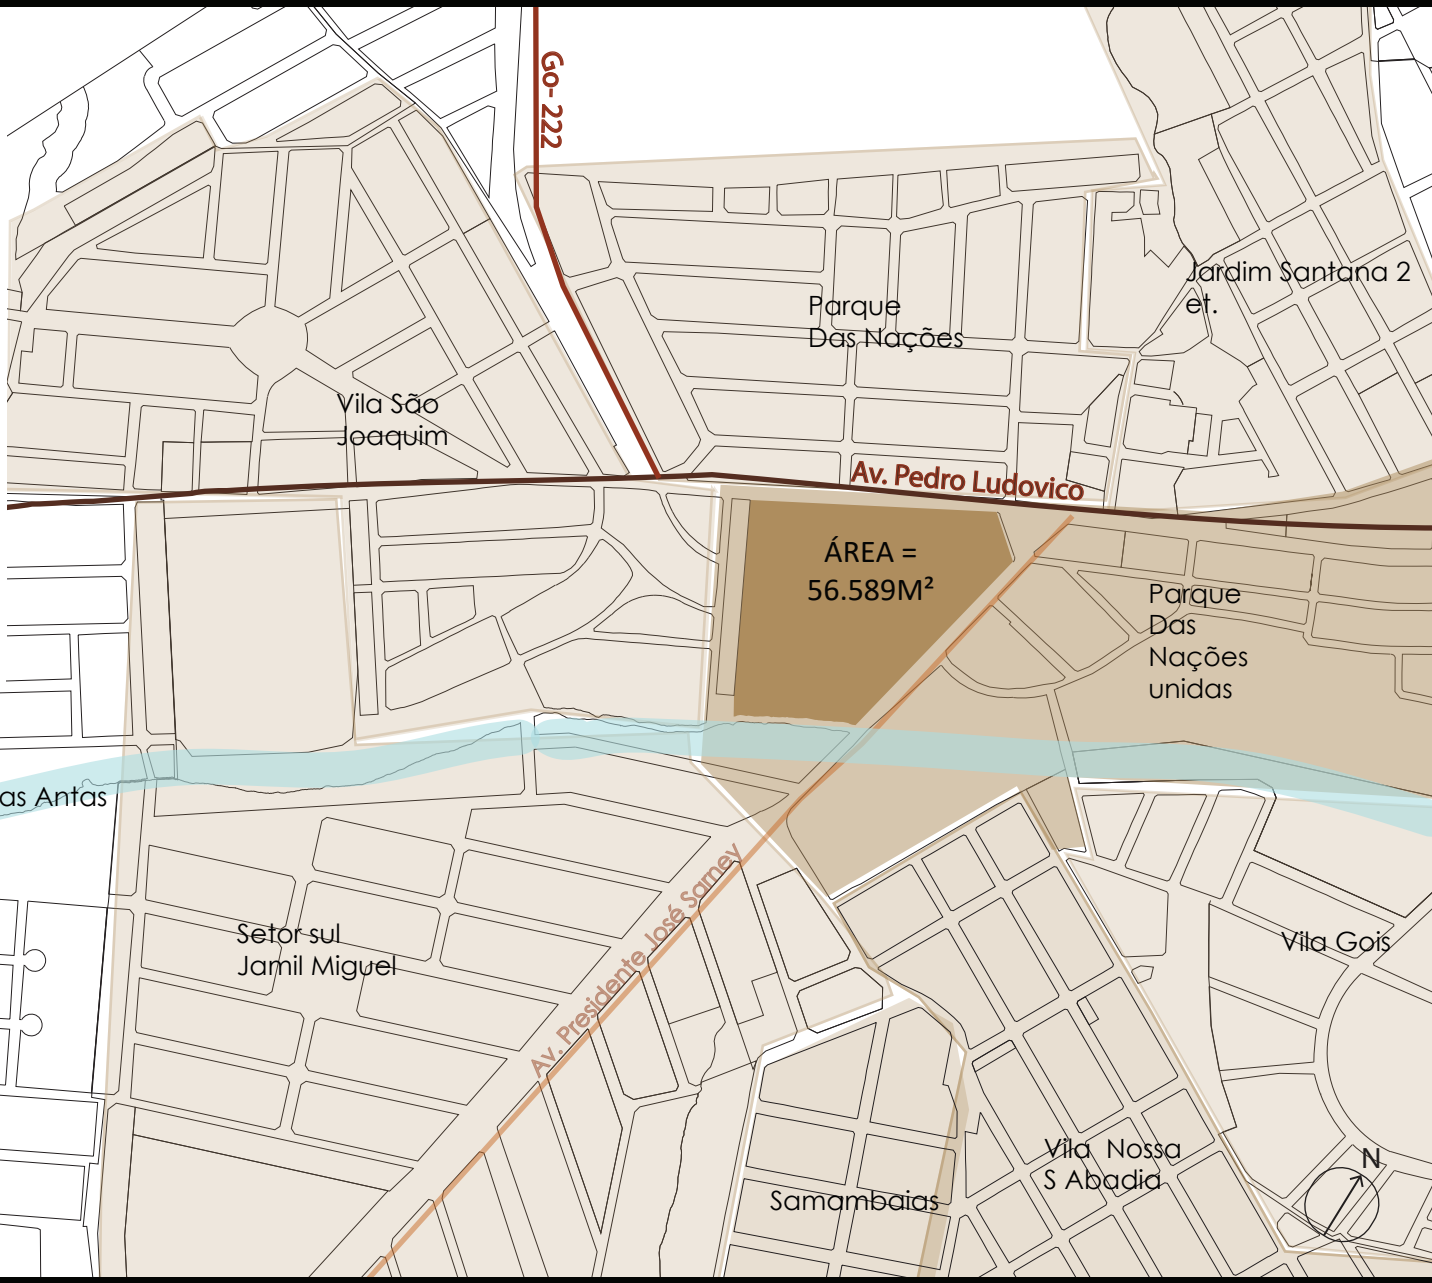 Go- 222
Jardim Santana 2
et.
Parque
Das Nações
Vila São
Joaquim
Av. Pedro Ludovico
ÁREA =
56.589M²
Parque
Das
Nações
unidas
as Antas
Av. Presidente José Sarney
Setor sul
Jamil Miguel
Vila Gois
Vila Nossa
S Abadia
N
Samambaias